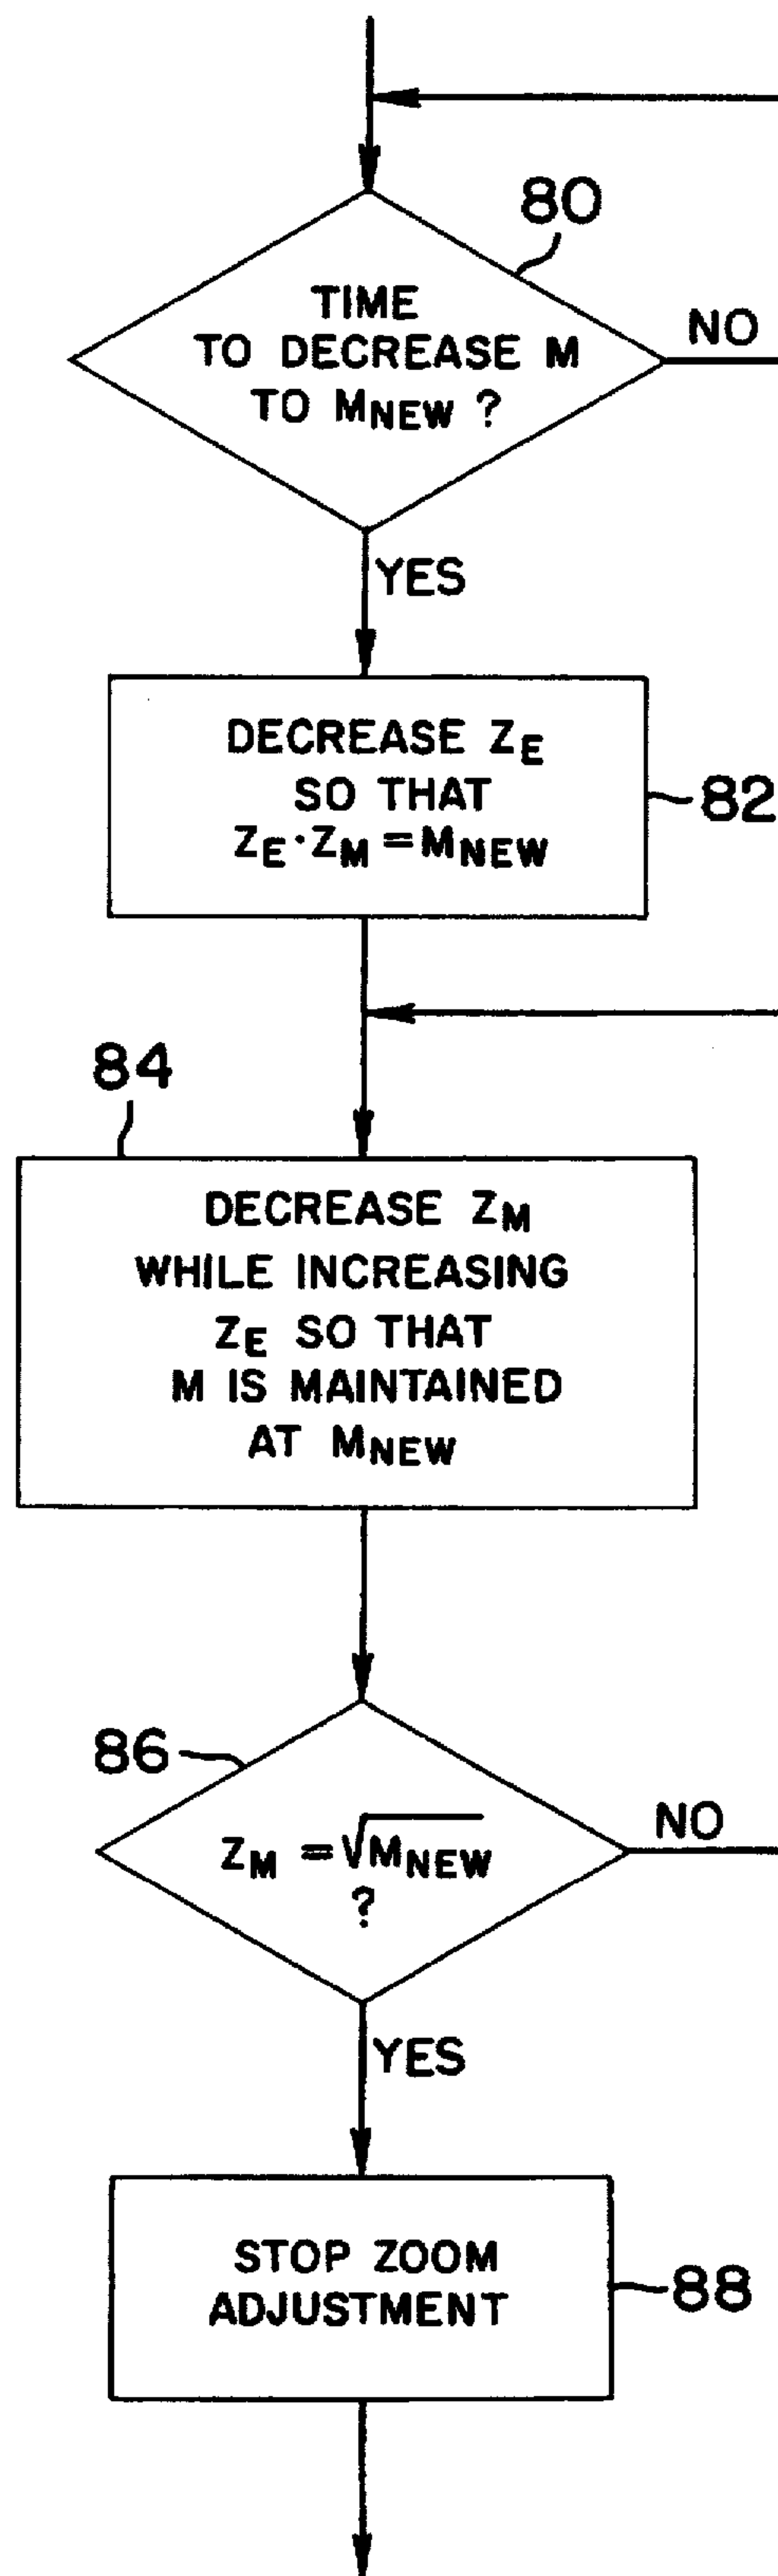 80
TIME
TO DECREASE M
TO MNEW ?
NO
YES
DECREASE ZE
SO THAT
ZE·ZM = MNEW
82
84
DECREASE ZM
WHILE INCREASING
ZE SO THAT
M IS MAINTAINED
AT MNEW
86
ZM = √MNEW
?
NO
YES
STOP ZOOM
ADJUSTMENT
88